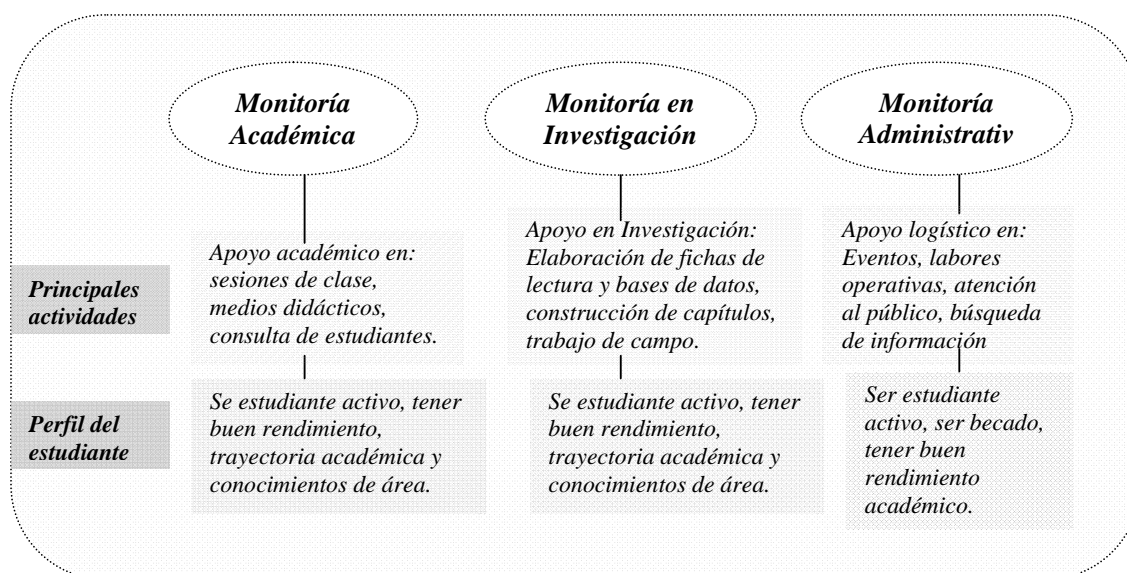 Monitoría
Académica
Monitoría en
Investigación
Monitoría
Administrativ
Principales
actividades
Apoyo académico en:
sesiones de clase,
medios didácticos,
consulta de estudiantes.
Apoyo en Investigación:
Elaboración de fichas de
lectura y bases de datos,
construcción de capítulos,
trabajo de campo.
Apoyo logístico en:
Eventos, labores
operativas, atención
al público, búsqueda
de información
Perfil del
estudiante
Se estudiante activo, tener
buen rendimiento,
trayectoria académica y
conocimientos de área.
Se estudiante activo, tener
buen rendimiento,
trayectoria académica y
conocimientos de área.
Ser estudiante
activo, ser becado,
tener buen
rendimiento
académico.